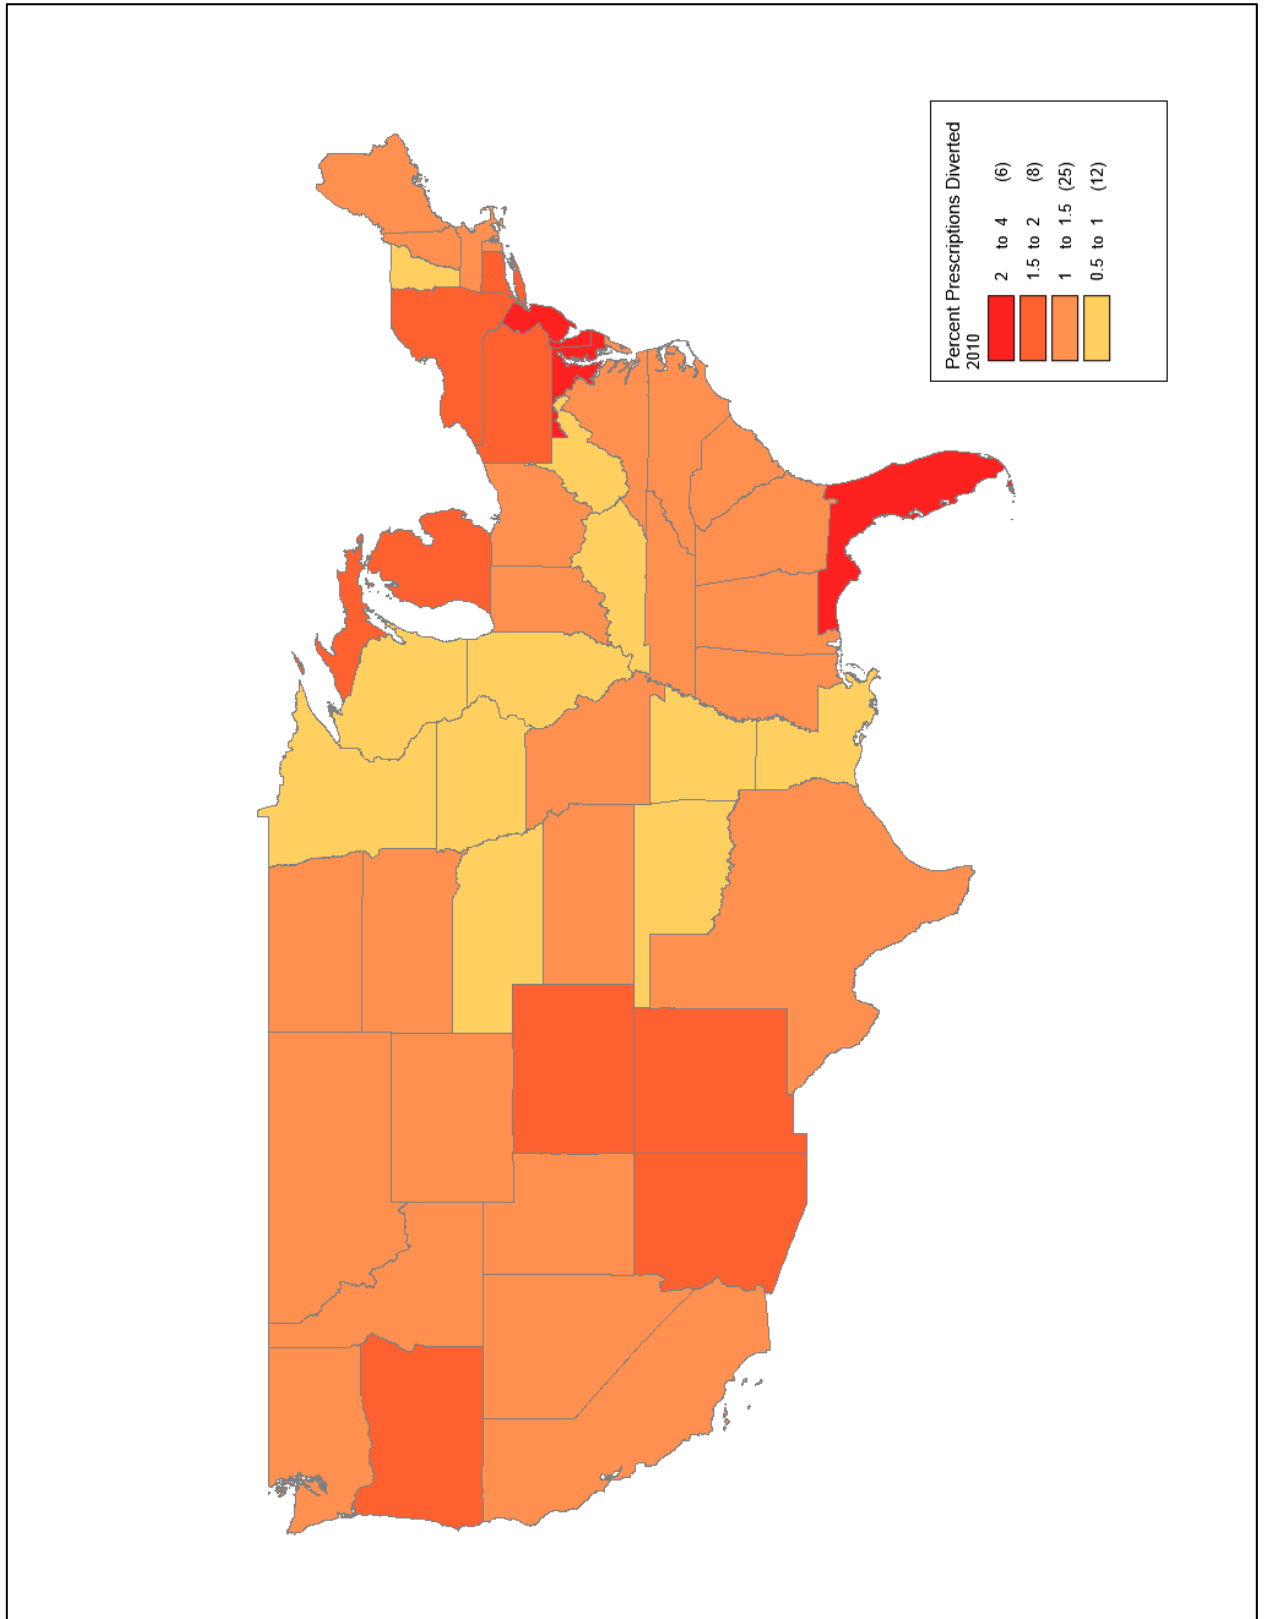 Percent Prescriptions Diverted
2010
2 to 4 (6)
1.5 to 2 (8)
1 to 1.5 (25)
0.5 to 1 (12)